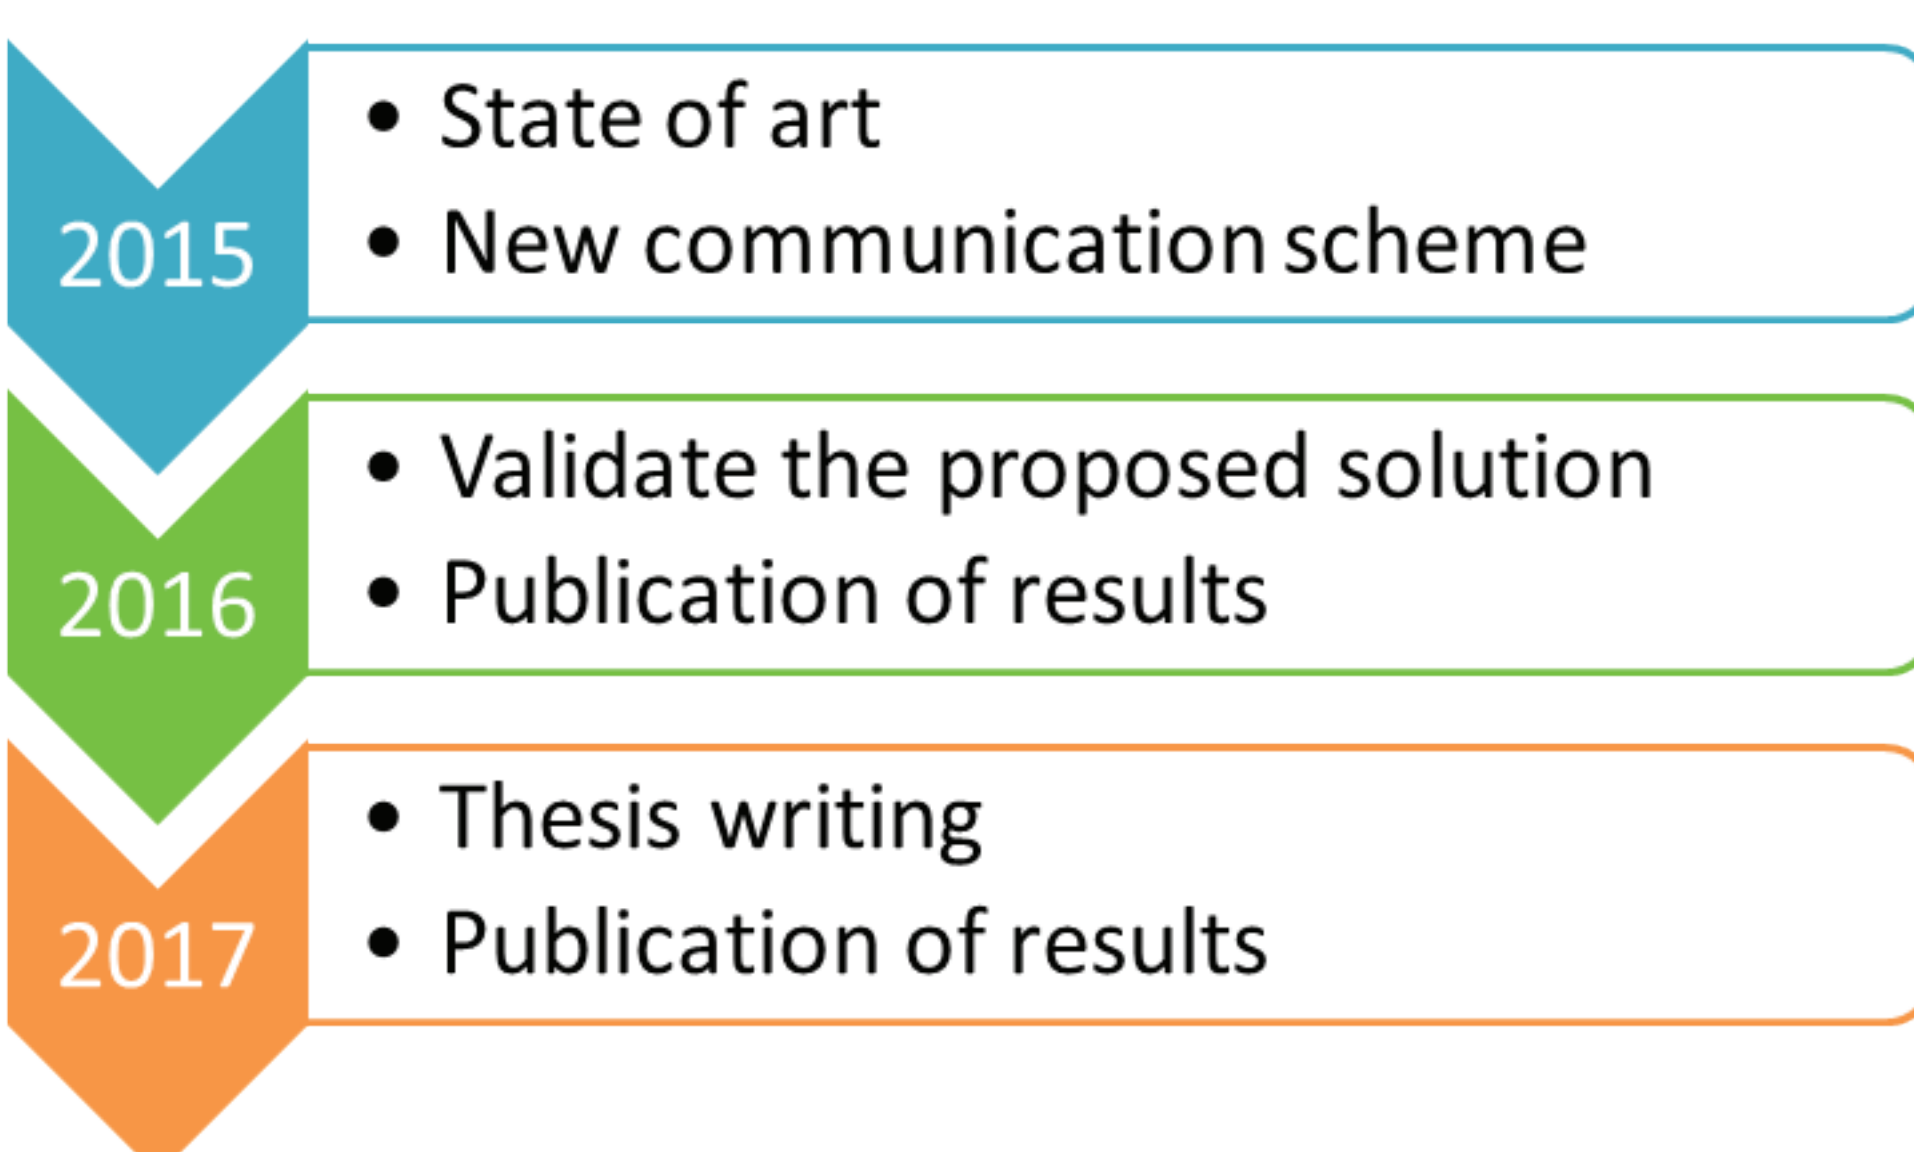 2015
• State of art
• New communication scheme
2016
• Validate the proposed solution
• Publication of results
2017
• Thesis writing
• Publication of results